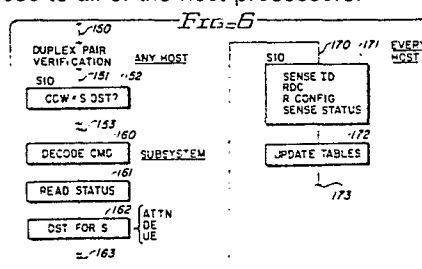 FIG_6
150
DUPLEX PAIR
VERIFICATION
ANY HOST
SIO
151
52
CCW = S DST?
153
160
DECODE CMD
SUBSYSTEM
161
READ STATUS
162
DST FOR S
ATTN
DE
UE
163
170
171
EVERY
HOST
SIO
SENSE ID
RDC
R CONFIG
SENSE STATUS
172
UPDATE TABLES
173